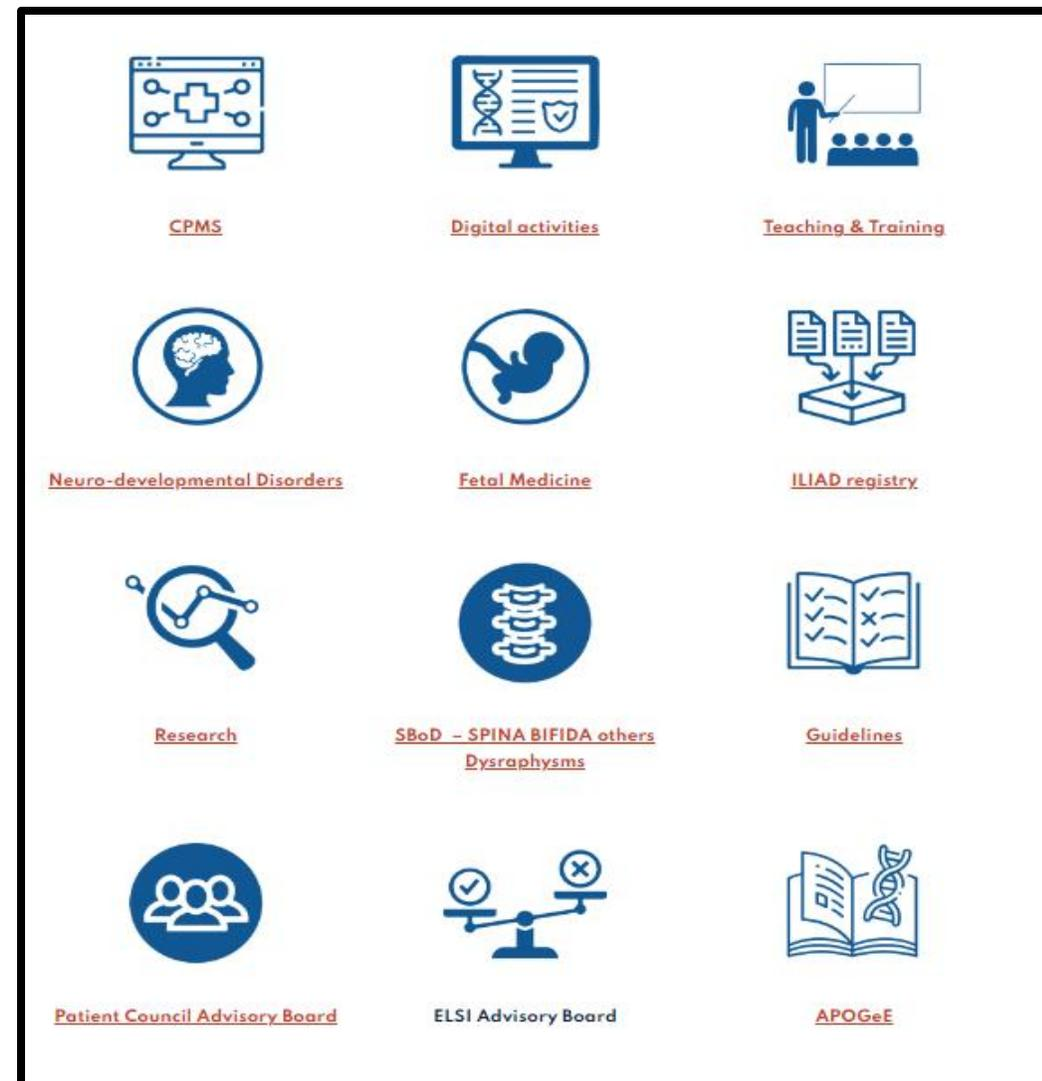 CPMS
Digital activities
Teaching & Training
Neuro-developmental Disorders
Fetal Medicine
ILIAD registry
Research
SBoD – SPINA BIFIDA others
Dysraphysms
Guidelines
Patient Council Advisory Board
ELSI Advisory Board
APOGeE